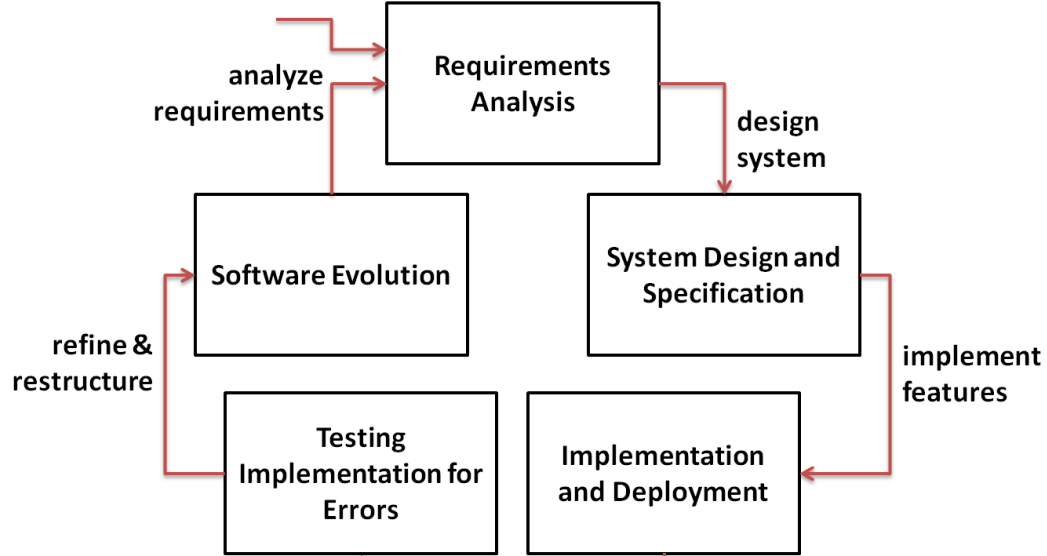 Requirements
Analysis
analyze
requirements
design
system
Software Evolution
System Design and
Specification
refine &
restructure
implement
features
Testing
Implementation for
Errors
Implementation
and Deployment